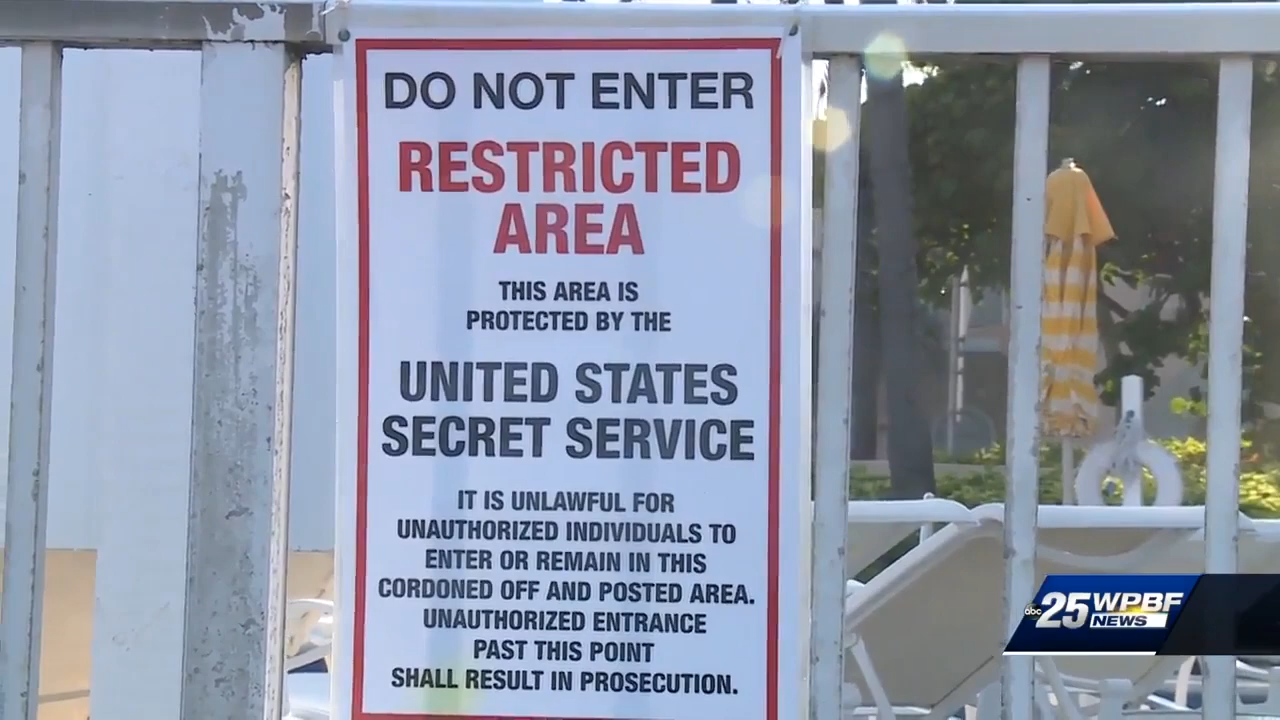 DO NOT ENTER
RESTRICTED
AREA
THIS AREA IS
PROTECTED BY THE
UNITED STATES
SECRET SERVICE
IT IS UNLAWFUL FOR
UNAUTHORIZED INDIVIDUALS TO
ENTER OR REMAIN IN THIS
CORDONED OFF AND POSTED AREA.
UNAUTHORIZED ENTRANCE
PAST THIS POINT
SHALL RESULT IN PROSECUTION.
abc 25 WPBF
NEWS